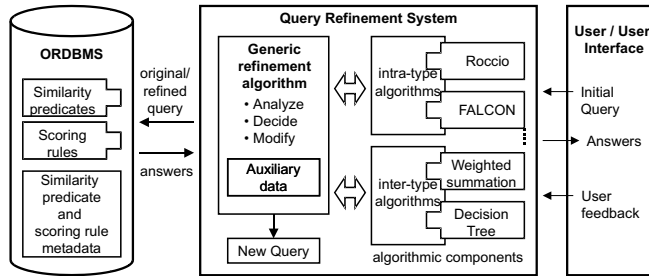 ORDBMS
Similarity
predicates
Scoring
rules
Similarity
predicate
and
scoring rule
metadata
original/
refined
query
answers
Query Refinement System
Generic
refinement
algorithm
• Analyze
• Decide
• Modify
Auxiliary
data
New Query
intra-type
algorithms
Roccio
FALCON
inter-type
algorithms
Weighted
summation
Decision
Tree
algorithmic components
User / User
Interface
Initial
Query
Answers
User
feedback